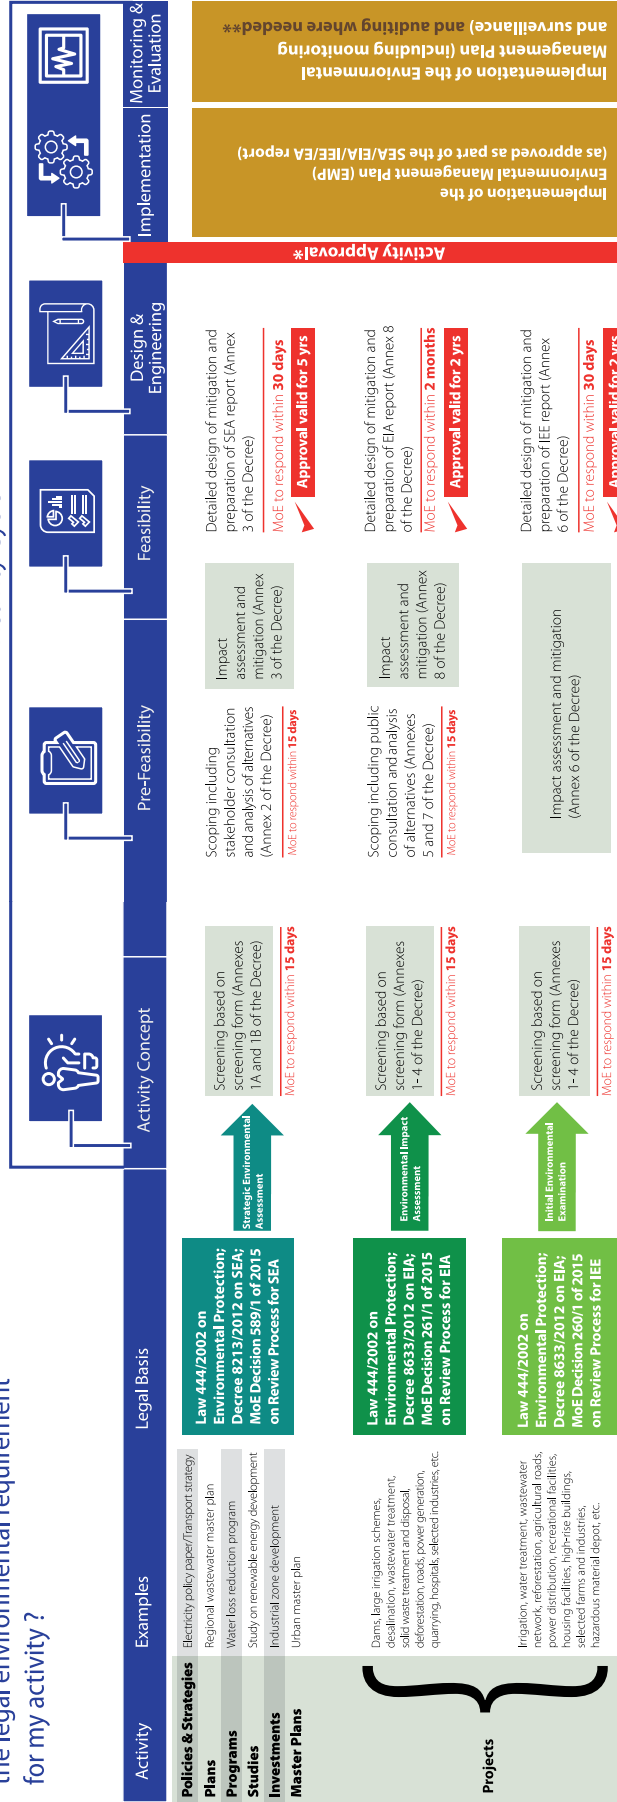 the legal environmental requirement
for my activity ?
Activity
Examples
Legal Basis
Activity Concept
Pre-Feasibility
Feasibility
Design &
Engineering
Implementation
Monitoring &
Evaluation
Policies & Strategies
Electricity policy paper/Transport strategy
Plans
Regional wastewater master plan
Programs
Water loss reduction program
Studies
Study on renewable energy development
Investments
Industrial zone development
Master Plans
Urban master plan
Law 444/2002 on
Environmental Protection;
Decree 8213/2012 on SEA;
MoE Decision 589/1 of 2015
on Review Process for SEA
Strategic Environmental
Assessment
Screening based on
screening form (Annexes
1A and 1B of the Decree)
MoE to respond within 15 days
Scoping including
stakeholder consultation
and analysis of alternatives
(Annex 2 of the Decree)
MoE to respond within 15 days
Impact
assessment and
mitigation (Annex
3 of the Decree)
Detailed design of mitigation and
preparation of SEA report (Annex
3 of the Decree)
MoE to respond within 30 days
Approval valid for 5 yrs
Projects
Dams, large irrigation schemes,
desalination, wastewater treatment,
solid waste treatment and disposal,
deforestation, roads, power generation,
quarrying, hospitals, selected industries, etc.
Law 444/2002 on
Environmental Protection;
Decree 8633/2012 on EIA;
MoE Decision 261/1 of 2015
on Review Process for EIA
Environmental Impact
Assessment
Screening based on
screening form (Annexes
1- 4 of the Decree)
MoE to respond within 15 days
Scoping including public
consultation and analysis
of alternatives (Annexes
5 and 7 of the Decree)
MoE to respond within 15 days
Impact
assessment and
mitigation (Annex
8 of the Decree)
Detailed design of mitigation and
preparation of EIA report (Annex 8
of the Decree)
MoE to respond within 2 months
Approval valid for 2 yrs
Irrigation, water treatment, wastewater
network, reforestation, agricultural roads,
power distribution, recreational facilities,
housing facilities, high-rise buildings,
selected farms and industries,
hazardous material depot, etc.
Law 444/2002 on
Environmental Protection;
Decree 8633/2012 on EIA;
MoE Decision 260/1 of 2015
on Review Process for IEE
Initial Environmental
Examination
Screening based on
screening form (Annexes
1- 4 of the Decree)
MoE to respond within 15 days
Impact assessment and mitigation
(Annex 6 of the Decree)
Detailed design of mitigation and
preparation of IEE report (Annex
6 of the Decree)
MoE to respond within 30 days
Approval valid for 2 yrs
Activity Approval*
Implementation of the
Environmental Management Plan (EMP)
(as approved as part of the SEA/EIA/IEE/EA report)
Implementation of the Enviornmental
Management Plan (including monitoring
and surveillance) and auditing where needed**